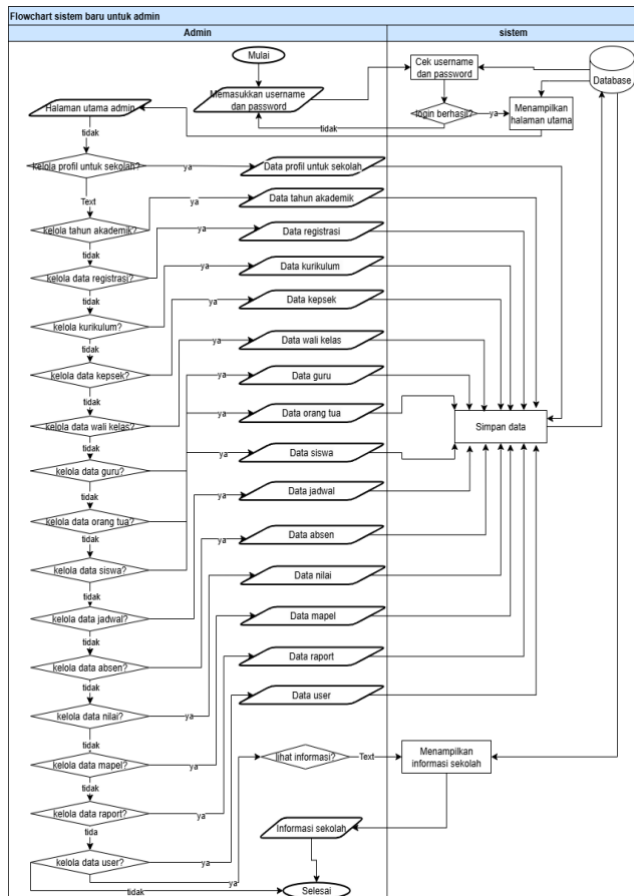 Flowchart sistem baru untuk admin
Admin
sistem
Mulai
Cek username
dan password
Database
Memasukkan username
dan password
Halaman utama admin
login berhasil?
ya
Menampilkan
halaman utama
tidak
tidak
kelola profil untuk sekolah?
ya
Data profil untuk sekolah
Text
ya
Data tahun akademik
kelola tahun akademik?
ya
Data registrasi
tidak
kelola data registrasi?
ya
Data kurikulum
tidak
kelola kurikulum?
ya
Data kepsek
tidak
kelola data kepsek?
ya
Data wali kelas
tidak
ya
Data guru
kelola data wali kelas?
ya
Data orang tua
Simpan data
tidak
kelola data guru?
ya
Data siswa
tidak
kelola data orang tua?
ya
Data jadwal
tidak
kelola data siswa?
ya
Data absen
tidak
kelola data jadwal?
ya
Data nilai
tidak
kelola data absen?
ya
Data mapel
tidak
kelola data nilai?
ya
Data raport
tidak
kelola data mapel?
ya
Data user
tidak
kelola data raport?
ya
lihat informasi?
Text
Menampilkan
informasi sekolah
tida
kelola data user?
ya
ya
Informasi sekolah
tidak
Selesai